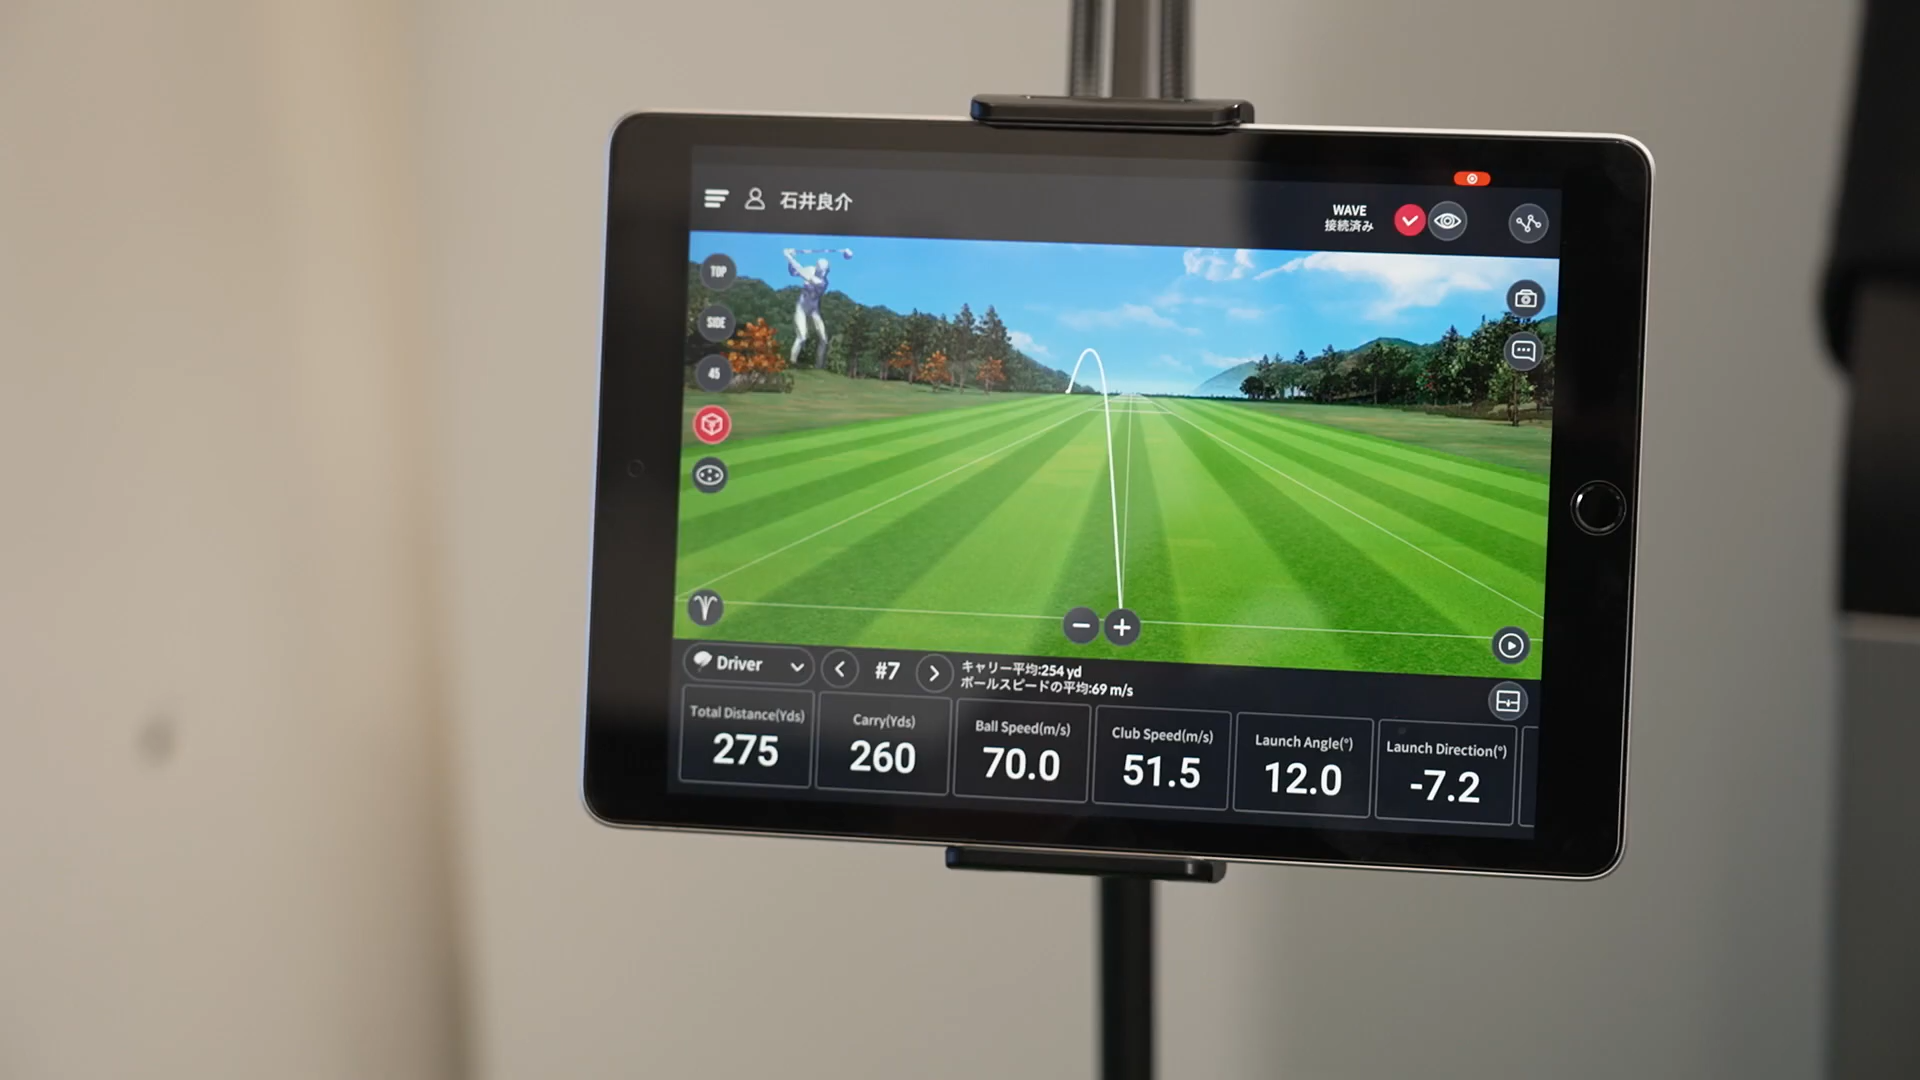 石井良介
WAVE
接続済み
TOP
SIDE
45
Driver
#7
キャリー平均:254 yd
ボールスピードの平均:69 m/s
Total Distance(Yds)
275
Carry(Yds)
260
Ball Speed(m/s)
70.0
Club Speed(m/s)
51.5
Launch Angle(°)
12.0
Launch Direction(°)
-7.2